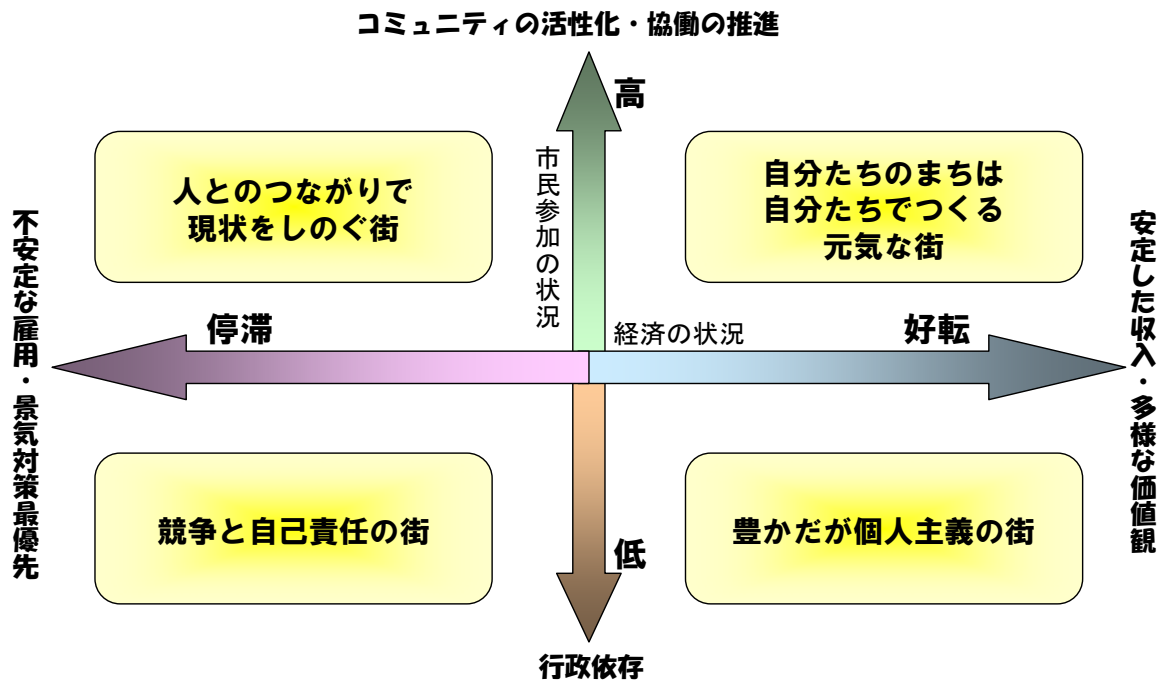 コミュニティの活性化・協働の推進
高
市民参加の状況
人とのつながりで
現状をしのぐ街
自分たちのまちは
自分たちでつくる
元気な街
不安定な雇用・景気対策最優先
安定した収入・多様な価値観
停滞
経済の状況
好転
競争と自己責任の街
豊かだが個人主義の街
低
行政依存